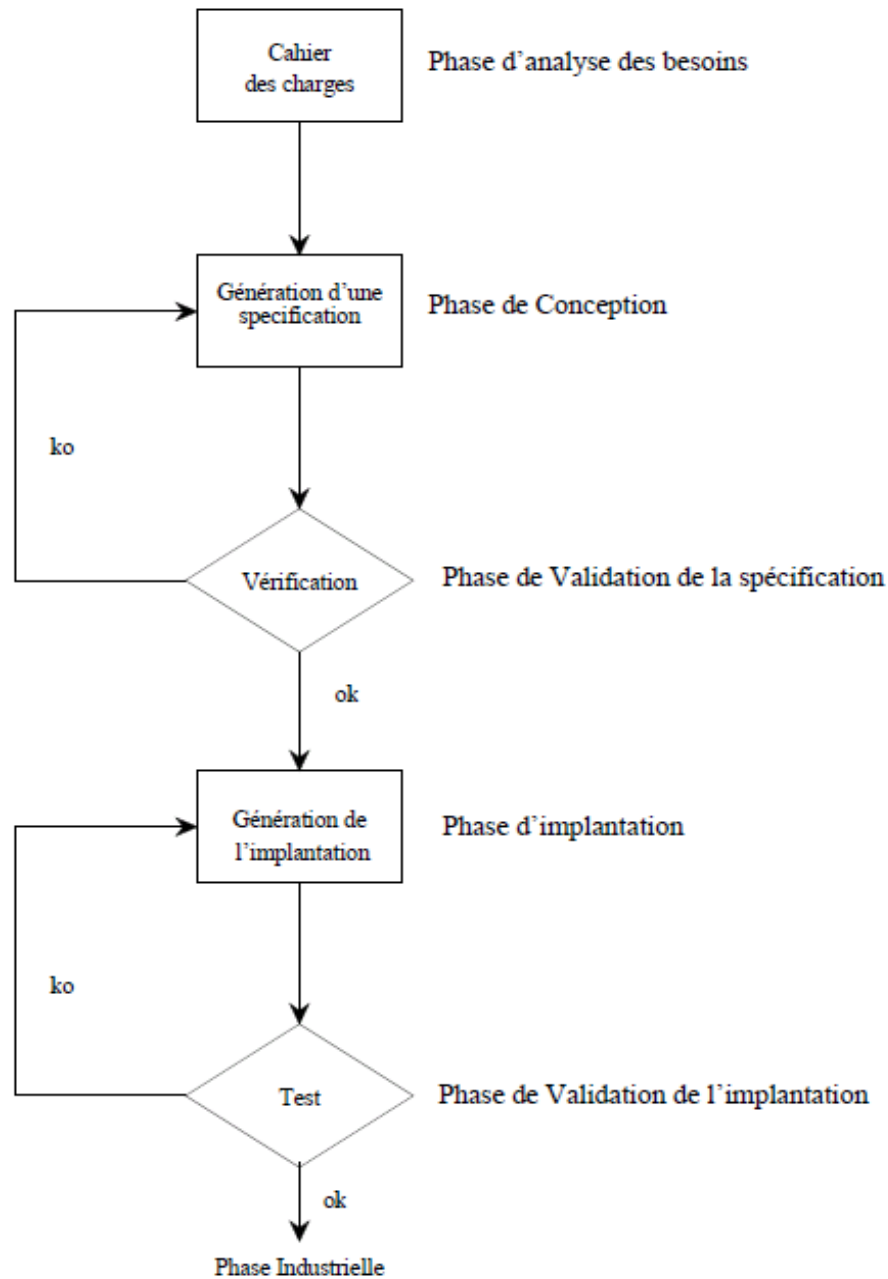 Cahier
des charges
Phase d'analyse des besoins
Génération d'une
specification
Phase de Conception
ko
Vérification
Phase de Validation de la spécification
ok
Génération de
l'implantation
Phase d'implantation
ko
Test
Phase de Validation de l'implantation
ok
Phase Industrielle